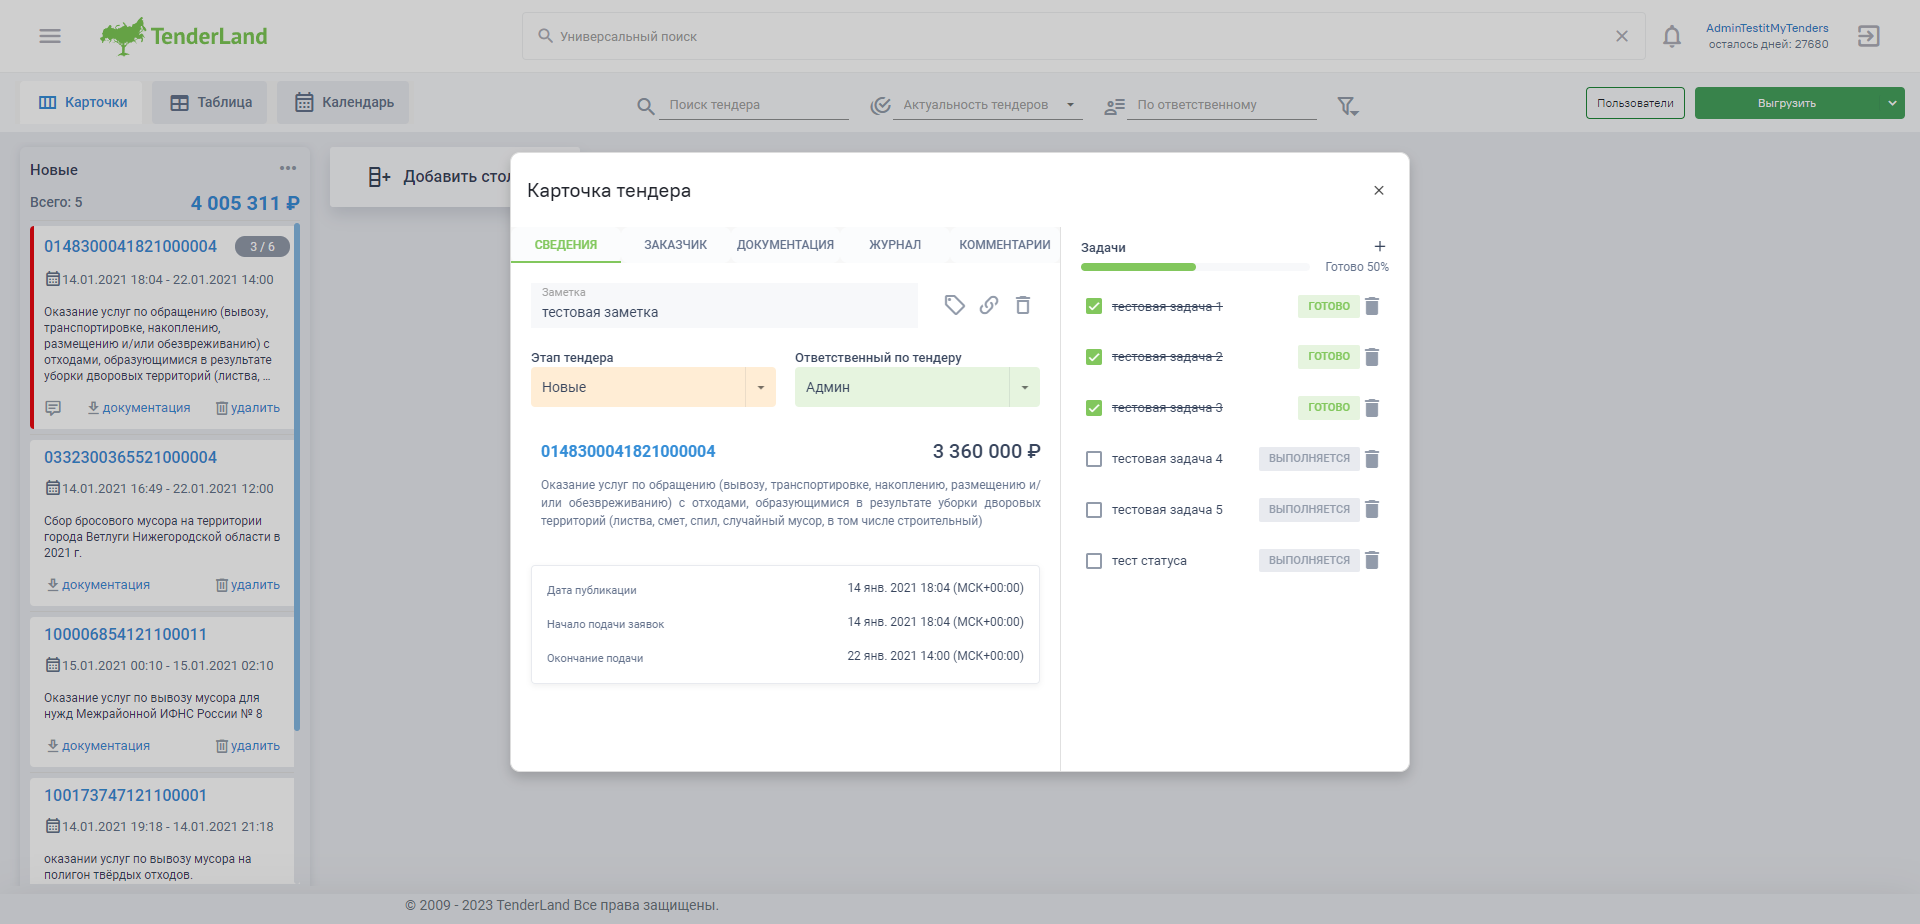 TenderLand
Универсальный поиск
AdminTestitMyTenders
осталось дней: 27680
Карточки
Таблица
Календарь
Поиск тендера
Актуальность тендеров
По ответственному
Пользователи
Выгрузить
Новые
Всего: 5
4 005 311 ₽
0148300041821000004
3 / 6
14.01.2021 18:04 - 22.01.2021 14:00
Оказание услуг по обращению (вывозу,
транспортировке, накоплению,
размещению и/или обезвреживанию) с
отходами, образующимися в результате
уборки дворовых территорий (листва, ...
документация
удалить
0332300365521000004
14.01.2021 16:49 - 22.01.2021 12:00
Сбор бросового мусора на территории
города Ветлуги Нижегородской области в
2021 г.
документация
удалить
100006854121100011
15.01.2021 00:10 - 15.01.2021 02:10
Оказание услуг по вывозу мусора для
нужд Межрайонной ИФНС России № 8
документация
удалить
100173747121100001
14.01.2021 19:18 - 14.01.2021 21:18
оказании услуг по вывозу мусора на
полигон твёрдых отходов.
Добавить стол
Карточка тендера
СВЕДЕНИЯ
ЗАКАЗЧИК
ДОКУМЕНТАЦИЯ
ЖУРНАЛ
КОММЕНТАРИИ
Заметка
тестовая заметка
Этап тендера
Новые
Ответственный по тендеру
Админ
0148300041821000004
3 360 000 ₽
Оказание услуг по обращению (вывозу, транспортировке, накоплению, размещению и/
или обезвреживанию) с отходами, образующимися в результате уборки дворовых
территорий (листва, смет, спил, случайный мусор, в том числе строительный)
Дата публикации
14 янв. 2021 18:04 (МСК+00:00)
Начало подачи заявок
14 янв. 2021 18:04 (МСК+00:00)
Окончание подачи
22 янв. 2021 14:00 (МСК+00:00)
Задачи
Готово 50%
тестовая задача 1
ГОТОВО
тестовая задача 2
ГОТОВО
тестовая задача 3
ГОТОВО
тестовая задача 4
ВЫПОЛНЯЕТСЯ
тестовая задача 5
ВЫПОЛНЯЕТСЯ
тест статуса
ВЫПОЛНЯЕТСЯ
© 2009 - 2023 TenderLand Все права защищены.